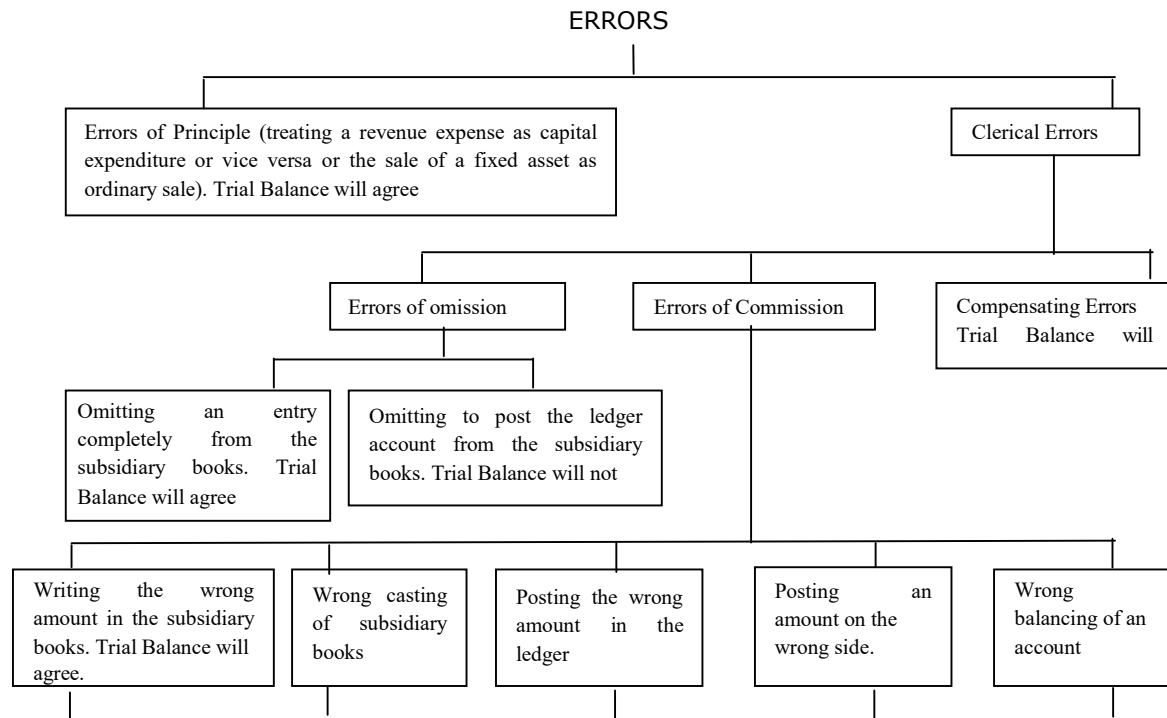 ERRORS
Errors of Principle (treating a revenue expense as capital
expenditure or vice versa or the sale of a fixed asset as
ordinary sale). Trial Balance will agree
Clerical Errors
Errors of omission
Errors of Commission
Compensating Errors
Trial Balance will
Omitting an entry
completely from the
subsidiary books. Trial
Balance will agree
Omitting to post the ledger
account from the subsidiary
books. Trial Balance will not
Writing the wrong
amount in the subsidiary
books. Trial Balance will
agree.
Wrong casting
of subsidiary
books
Posting the wrong
amount in the
ledger
Posting an
amount on the
wrong side.
Wrong
balancing of an
account